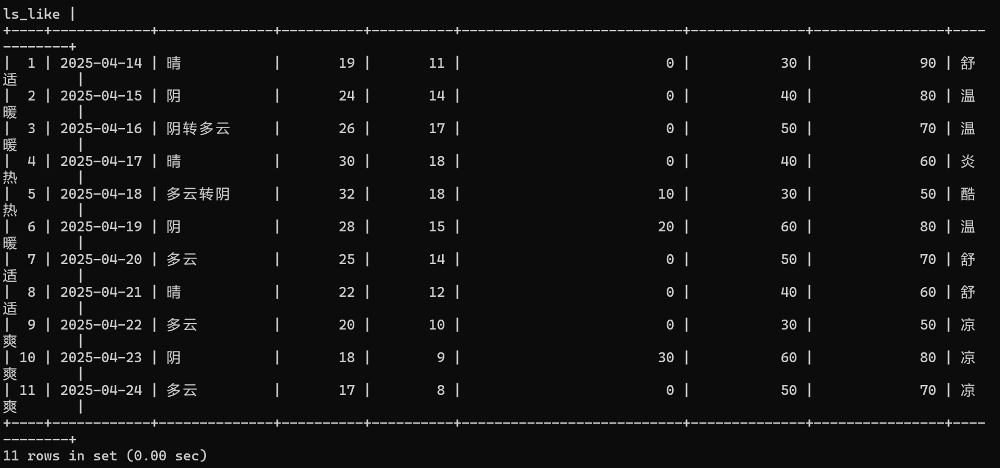 ls_like |
+----+------------+--------------+----------+----------+---------------------------+--------------+----------------+----
--------+
|  1 | 2025-04-14 | 晴           |       19 |       11 |                         0 |           30 |             90 | 舒
适       |
|  2 | 2025-04-15 | 阴           |       24 |       14 |                         0 |           40 |             80 | 温
暖       |
|  3 | 2025-04-16 | 阴转多云     |       26 |       17 |                         0 |           50 |             70 | 温
暖       |
|  4 | 2025-04-17 | 晴           |       30 |       18 |                         0 |           40 |             60 | 炎
热       |
|  5 | 2025-04-18 | 多云转阴     |       32 |       18 |                        10 |           30 |             50 | 酷
热       |
|  6 | 2025-04-19 | 阴           |       28 |       15 |                        20 |           60 |             80 | 温
暖       |
|  7 | 2025-04-20 | 多云         |       25 |       14 |                         0 |           50 |             70 | 舒
适       |
|  8 | 2025-04-21 | 晴           |       22 |       12 |                         0 |           40 |             60 | 舒
适       |
|  9 | 2025-04-22 | 多云         |       20 |       10 |                         0 |           30 |             50 | 凉
爽       |
| 10 | 2025-04-23 | 阴           |       18 |        9 |                        30 |           60 |             80 | 凉
爽       |
| 11 | 2025-04-24 | 多云         |       17 |        8 |                         0 |           50 |             70 | 凉
爽       |
+----+------------+--------------+----------+----------+---------------------------+--------------+----------------+----
--------+
11 rows in set (0.00 sec)